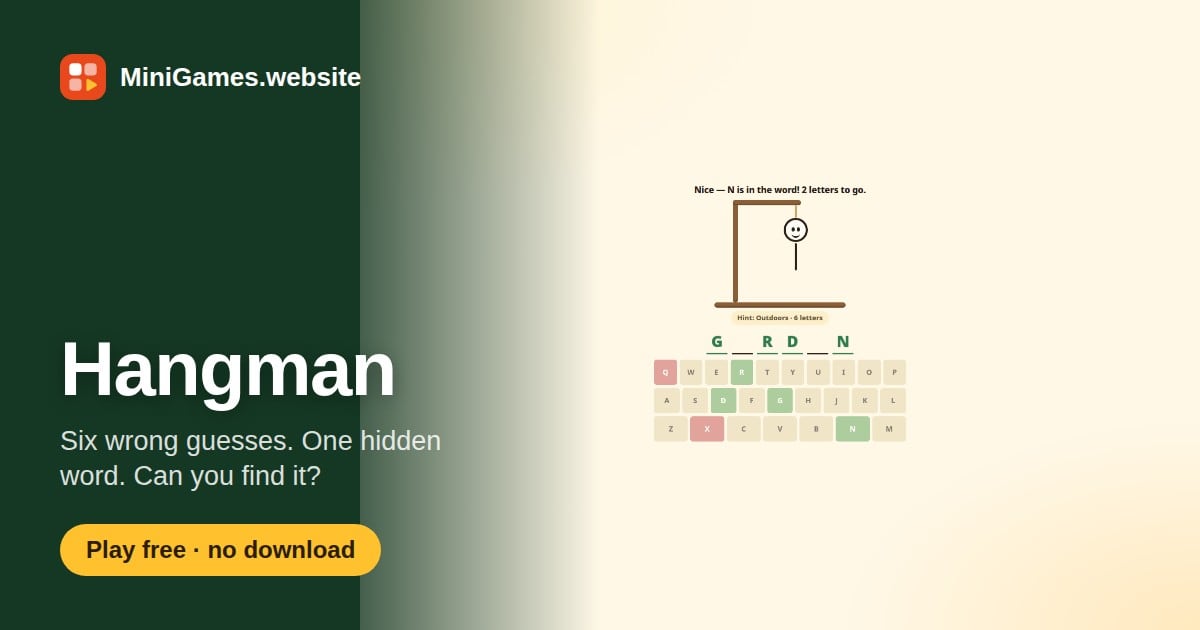 MiniGames.website
Hangman
Six wrong guesses. One hidden
word. Can you find it?
Play free · no download
Nice — N is in the word! 2 letters to go.
Hint: Outdoors · 6 letters
G _ R D _ N
Q W E R T Y U I O P
A S D F G H J K L
Z X C V B N M